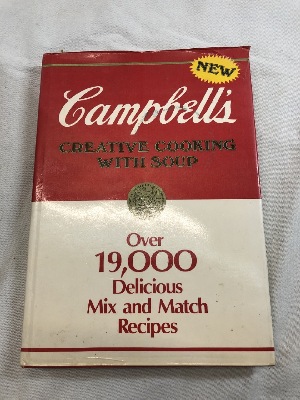 NEW
Campbell's
CREATIVE COOKING
WITH SOUP
Over
19,000
Delicious
Mix and Match
Recipes